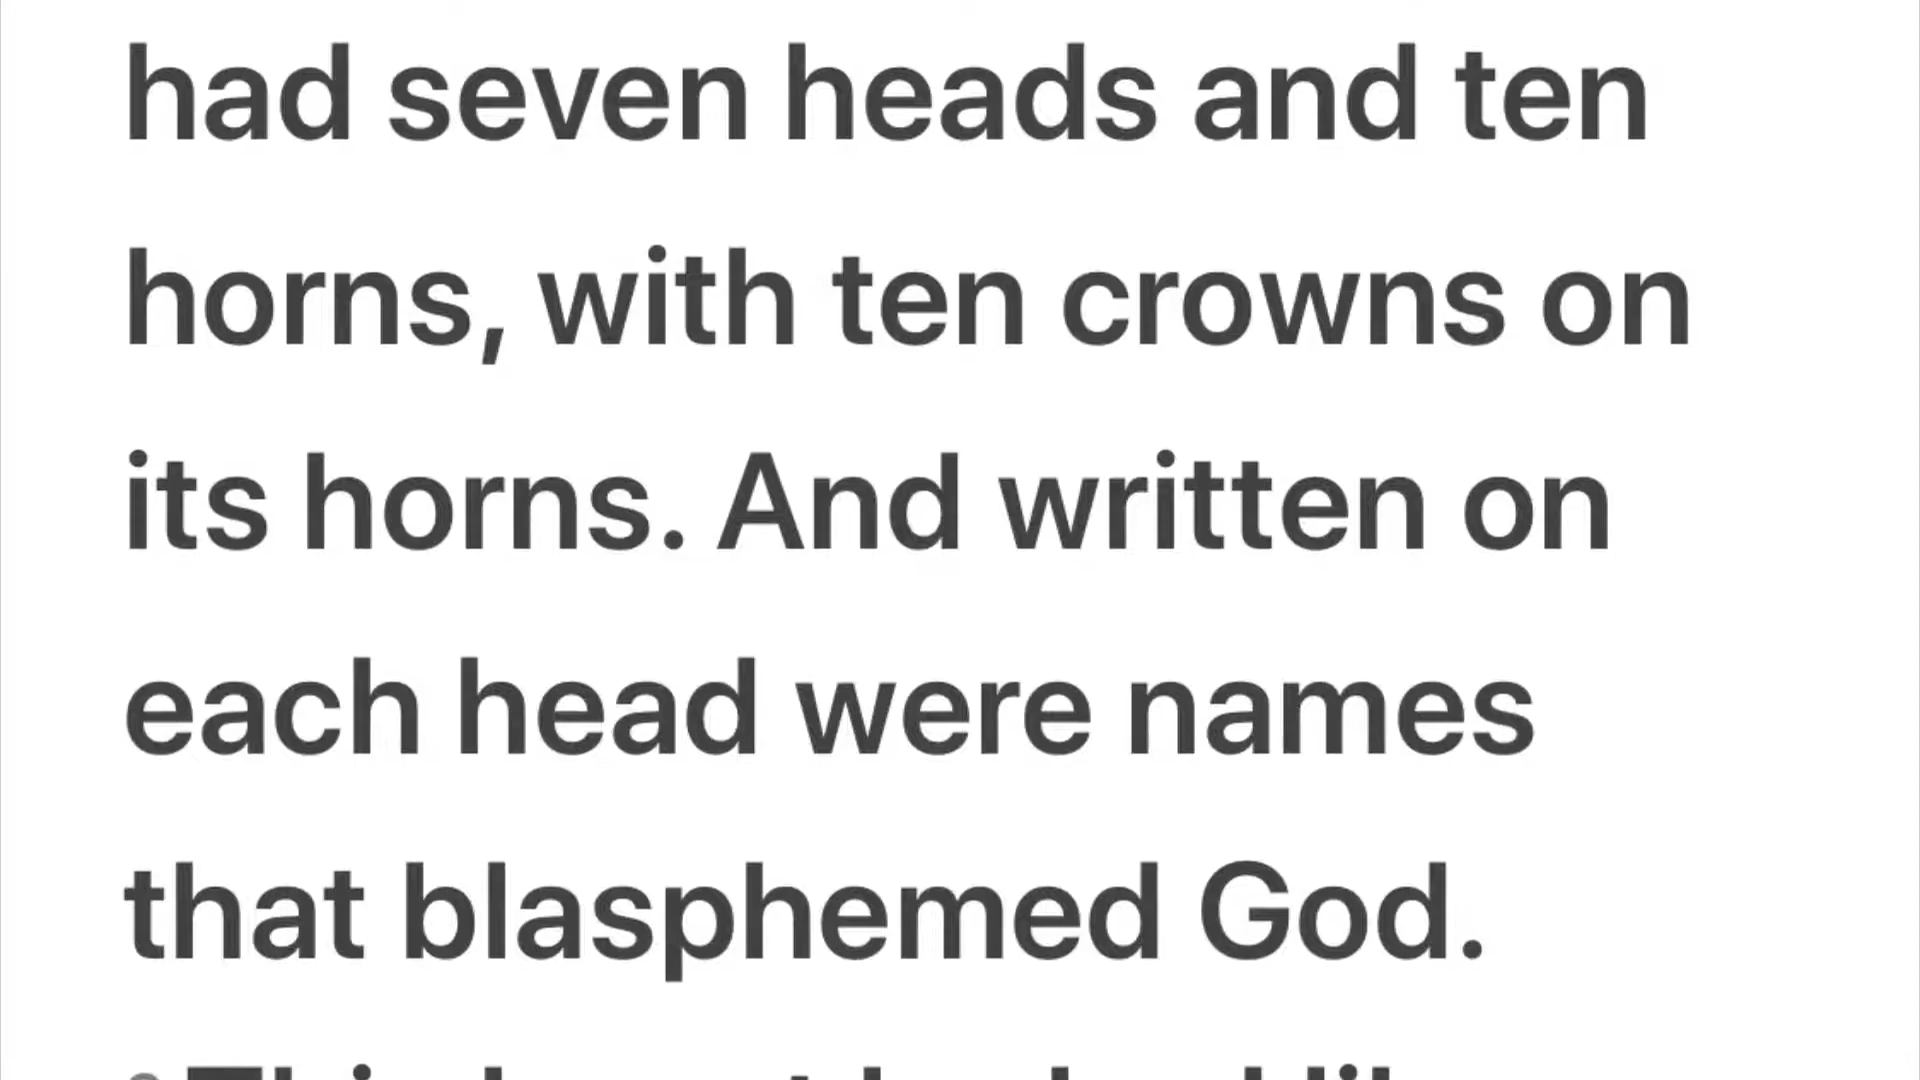 had seven heads and ten
horns, with ten crowns on
its horns. And written on
each head were names
that blasphemed God.